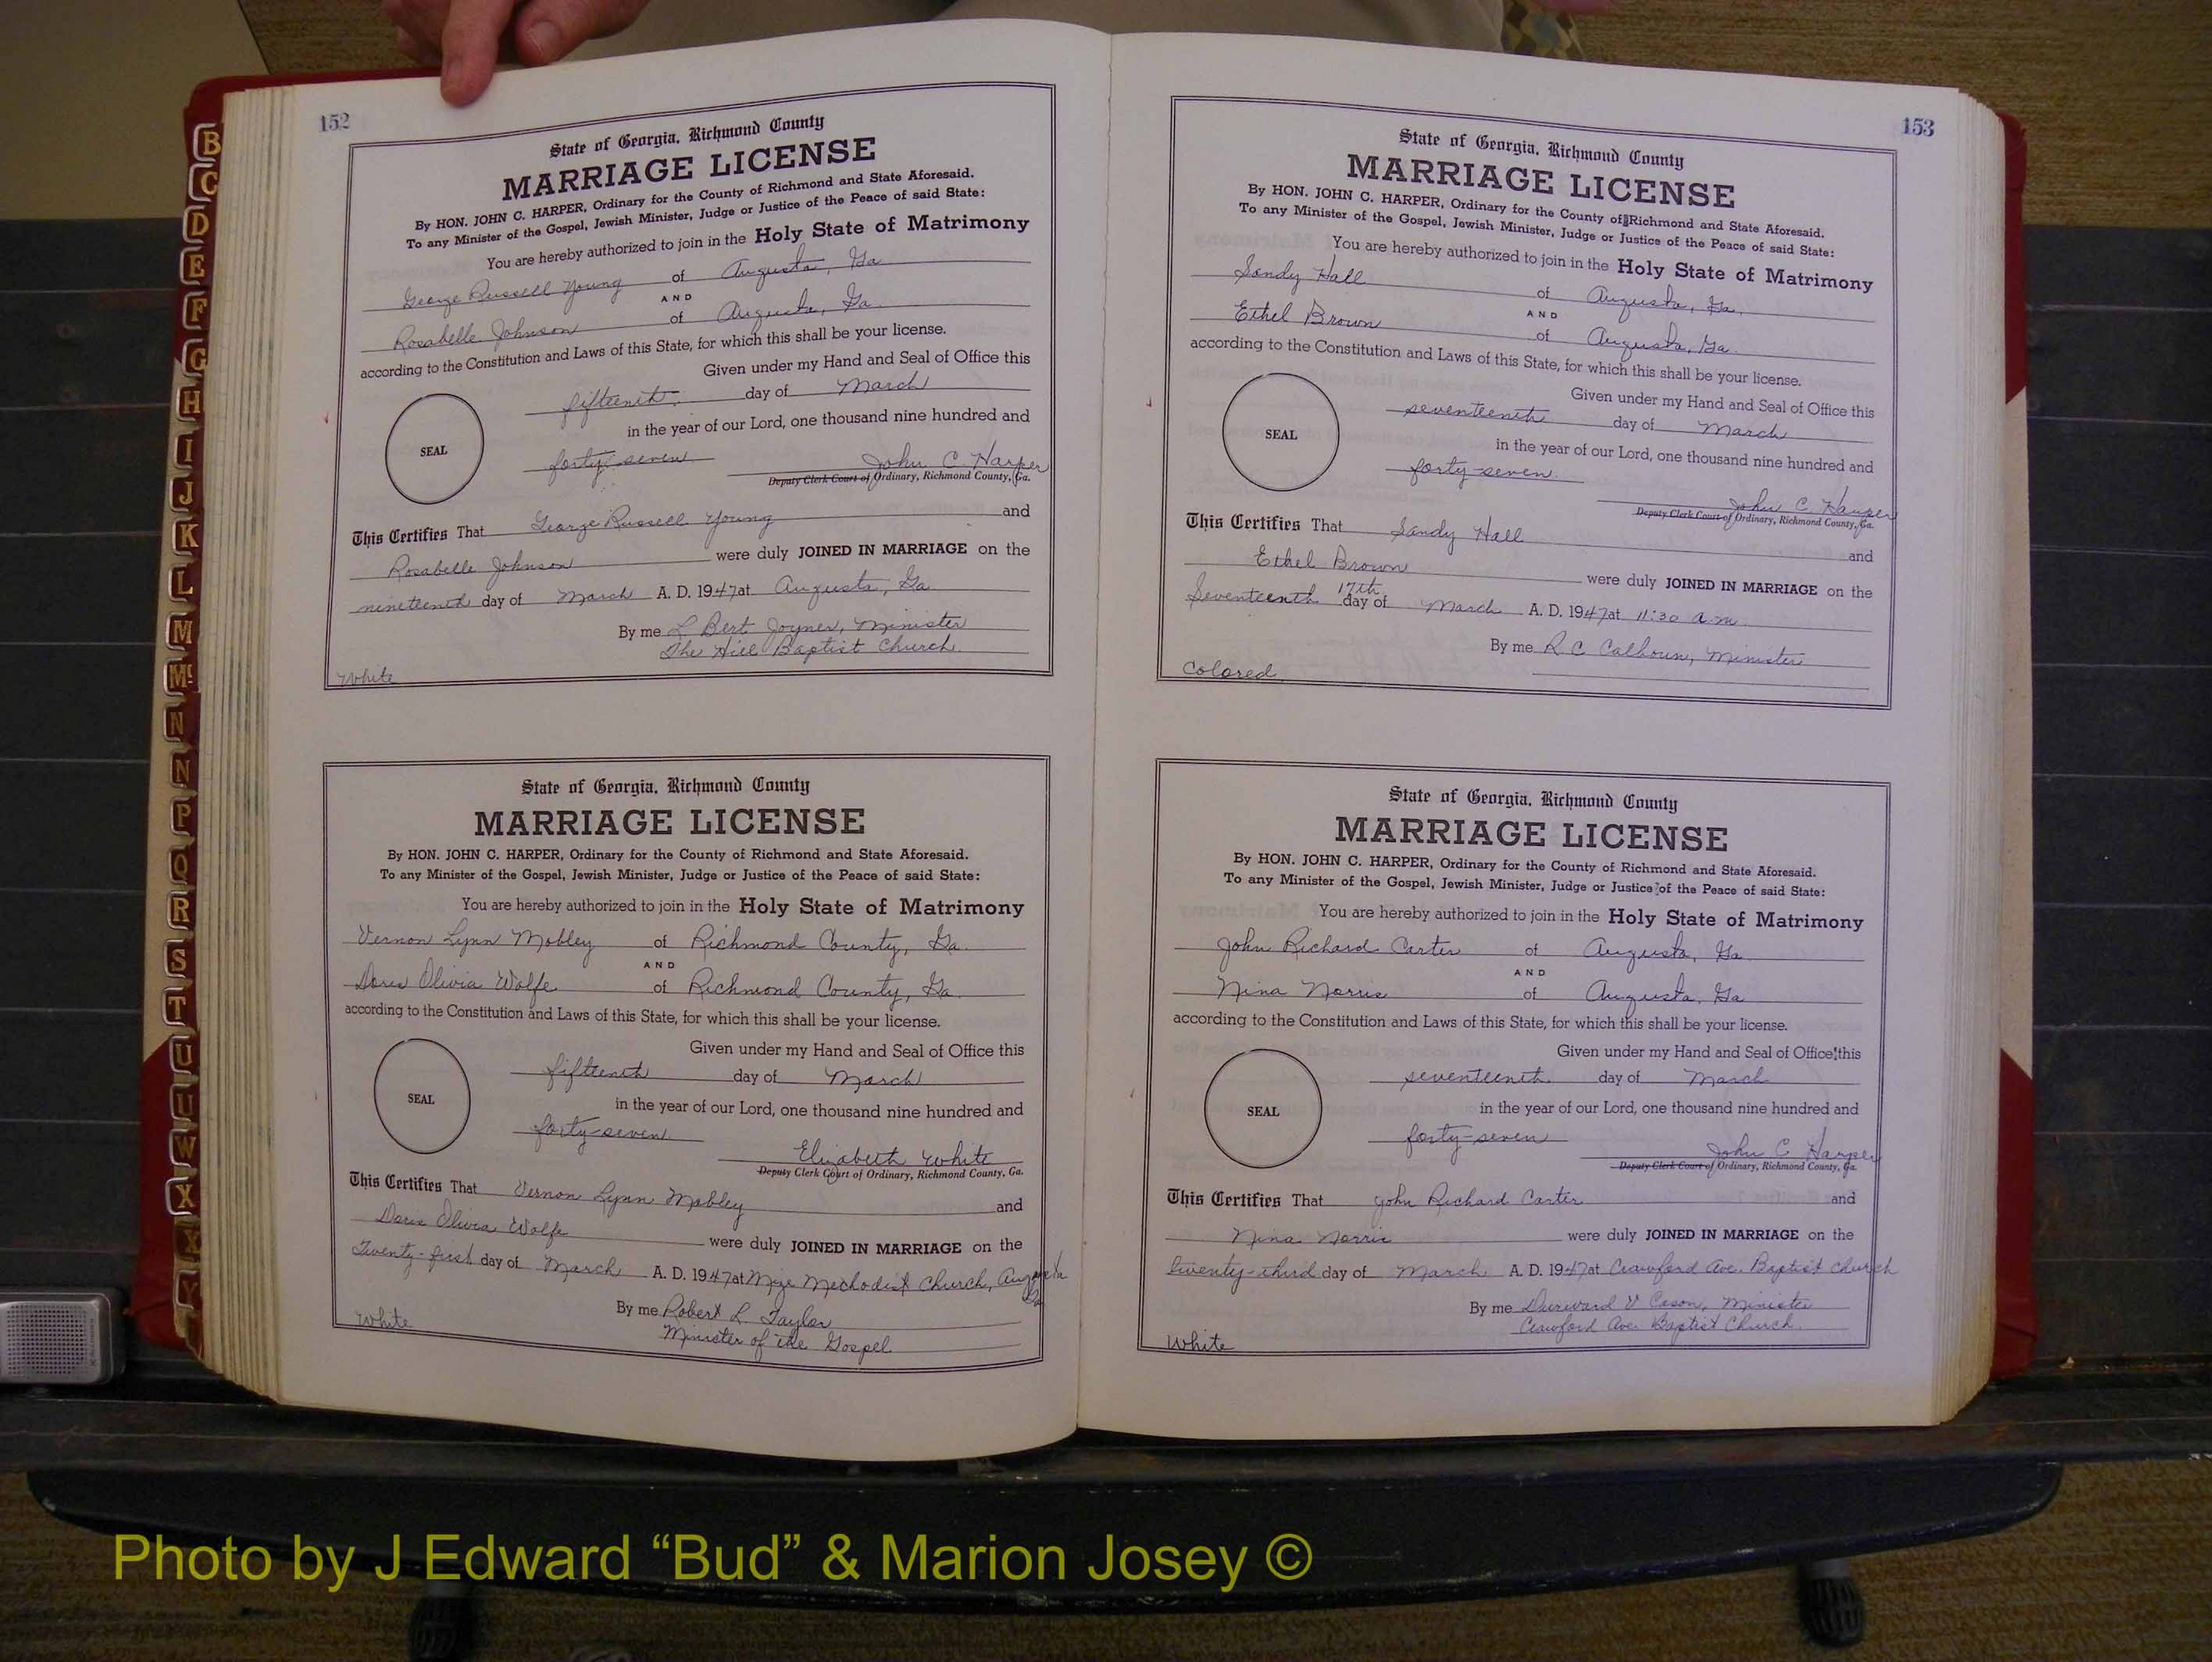 152
State of Georgia, Richmond County
MARRIAGE LICENSE
By HON. JOHN C. HARPER, Ordinary for the County of Richmond and State Aforesaid.
To any Minister of the Gospel, Jewish Minister, Judge or Justice of the Peace of said State:
You are hereby authorized to join in the Holy State of Matrimony
George Russell Young of Augusta, Ga
AND
Rosabelle Johnson of Augusta, Ga.
according to the Constitution and Laws of this State, for which this shall be your license.
Given under my Hand and Seal of Office this
fifteenth day of March
in the year of our Lord, one thousand nine hundred and
SEAL
forty-seven John C. Harper
Deputy Clerk Court of Ordinary, Richmond County, Ga.
This Certifies That George Russell Young and
Rosabelle Johnson were duly JOINED IN MARRIAGE on the
nineteenth day of March A. D. 1947 at Augusta, Ga
By me L Bert Joyner, Minister
The Hill Baptist Church.
White
State of Georgia, Richmond County
MARRIAGE LICENSE
By HON. JOHN C. HARPER, Ordinary for the County of Richmond and State Aforesaid.
To any Minister of the Gospel, Jewish Minister, Judge or Justice of the Peace of said State:
You are hereby authorized to join in the Holy State of Matrimony
Vernon Lynn Mobley of Richmond County, Ga.
AND
Doris Olivia Wolfe of Richmond County, Ga.
according to the Constitution and Laws of this State, for which this shall be your license.
Given under my Hand and Seal of Office this
fifteenth day of March
SEAL
in the year of our Lord, one thousand nine hundred and
forty-seven Elizabeth White
Deputy Clerk Court of Ordinary, Richmond County, Ga.
This Certifies That Vernon Lynn Mobley and
Doris Olivia Wolfe were duly JOINED IN MARRIAGE on the
Twenty-first day of March A. D. 1947 at Methodist Church, Augusta
Ga
By me Robert L. Taylor
Minister of the Gospel
White
153
State of Georgia, Richmond County
MARRIAGE LICENSE
By HON. JOHN C. HARPER, Ordinary for the County of Richmond and State Aforesaid.
To any Minister of the Gospel, Jewish Minister, Judge or Justice of the Peace of said State:
You are hereby authorized to join in the Holy State of Matrimony
Sandy Hall of Augusta, Ga.
AND
Ethel Brown of Augusta, Ga.
according to the Constitution and Laws of this State, for which this shall be your license.
Given under my Hand and Seal of Office this
seventeenth day of March
SEAL
in the year of our Lord, one thousand nine hundred and
forty-seven. John C. Harper
Deputy Clerk Court of Ordinary, Richmond County, Ga.
This Certifies That Sandy Hall and
Ethel Brown were duly JOINED IN MARRIAGE on the
Seventeenth 17th day of March A. D. 1947 at 11:30 a.m.
By me R C Calhoun, Minister
Colored
State of Georgia, Richmond County
MARRIAGE LICENSE
By HON. JOHN C. HARPER, Ordinary for the County of Richmond and State Aforesaid.
To any Minister of the Gospel, Jewish Minister, Judge or Justice of the Peace of said State:
You are hereby authorized to join in the Holy State of Matrimony
John Richard Carter of Augusta, Ga
AND
Nina Norris of Augusta, Ga
according to the Constitution and Laws of this State, for which this shall be your license.
Given under my Hand and Seal of Office this
seventeenth day of March
SEAL
in the year of our Lord, one thousand nine hundred and
forty-seven John C Harper
Deputy Clerk Court of Ordinary, Richmond County, Ga.
This Certifies That John Richard Carter and
Nina Norris were duly JOINED IN MARRIAGE on the
twenty-third day of March A. D. 1947 at Crawford Ave. Baptist Church
By me Durward V Cason, Minister
Crawford Ave. Baptist Church.
White
B
C
D
E
F
G
H
I
J
K
L
M
Mc
N
N
P
Q
R
S
T
U
U
W
X
X
Y
Photo by J Edward “Bud” & Marion Josey ©